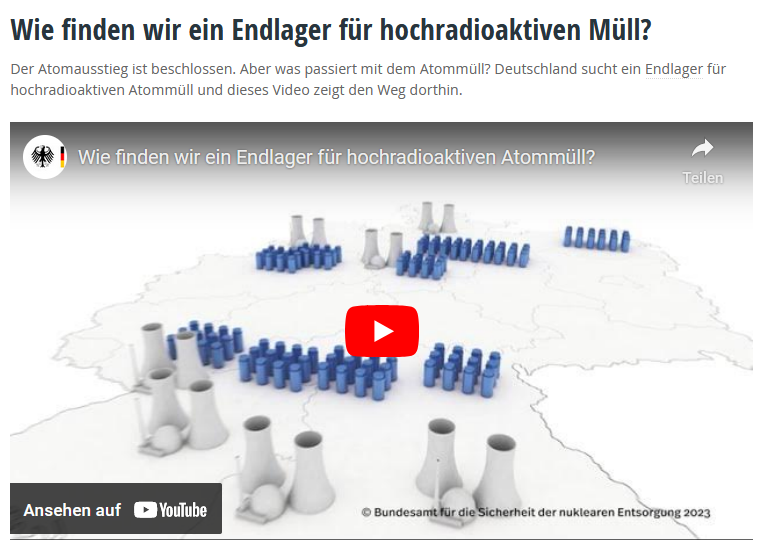 Wie finden wir ein Endlager für hochradioaktiven Müll?
Der Atomausstieg ist beschlossen. Aber was passiert mit dem Atommüll? Deutschland sucht ein Endlager für
hochradioaktiven Atommüll und dieses Video zeigt den Weg dorthin.
Wie finden wir ein Endlager für hochradioaktiven Atommüll?
Teilen
Ansehen auf YouTube
© Bundesamt für die Sicherheit der nuklearen Entsorgung 2023